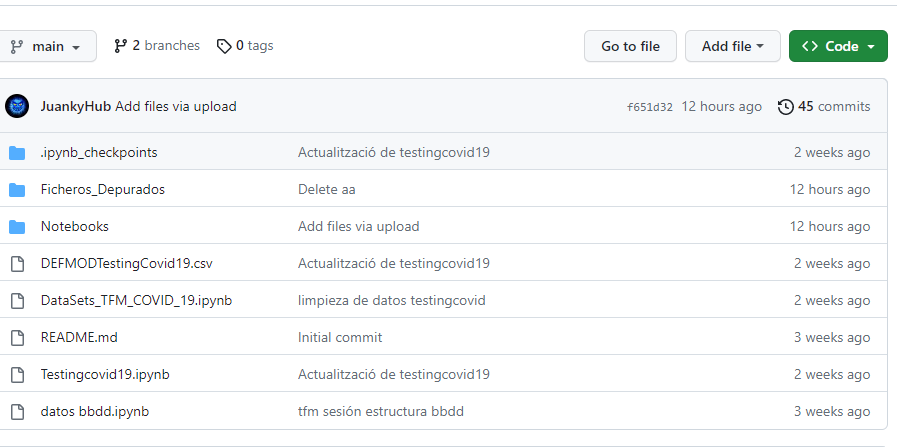 main 2 branches 0 tags Go to file Add file Code
JuankyHub Add files via upload f651d32 12 hours ago 45 commits
.ipynb_checkpoints Actualització de testingcovid19 2 weeks ago
Ficheros_Depurados Delete aa 12 hours ago
Notebooks Add files via upload 12 hours ago
DEFMODTestingCovid19.csv Actualització de testingcovid19 2 weeks ago
DataSets_TFM_COVID_19.ipynb limpieza de datos testingcovid 2 weeks ago
README.md Initial commit 3 weeks ago
Testingcovid19.ipynb Actualització de testingcovid19 2 weeks ago
datos bbdd.ipynb tfm sesión estructura bbdd 3 weeks ago